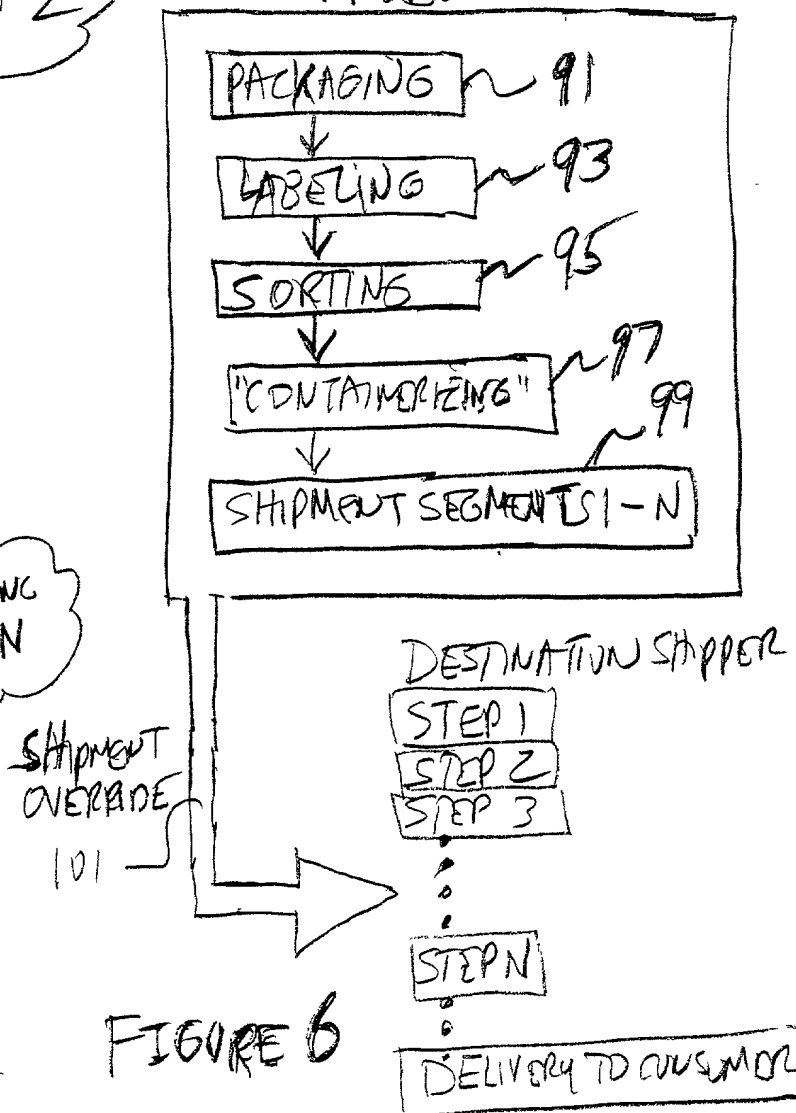 PACKAGING 91
LABELING 93
SORTING 95
"CONTAINERIZING" 97
99
SHIPMENT SEGMENTS 1-N
DESTINATION SHIPPER
STEP 1
STEP 2
STEP 3
SHIPMENT
OVERRIDE
101
STEP N
FIGURE 6
DELIVERY TO CONSUMER